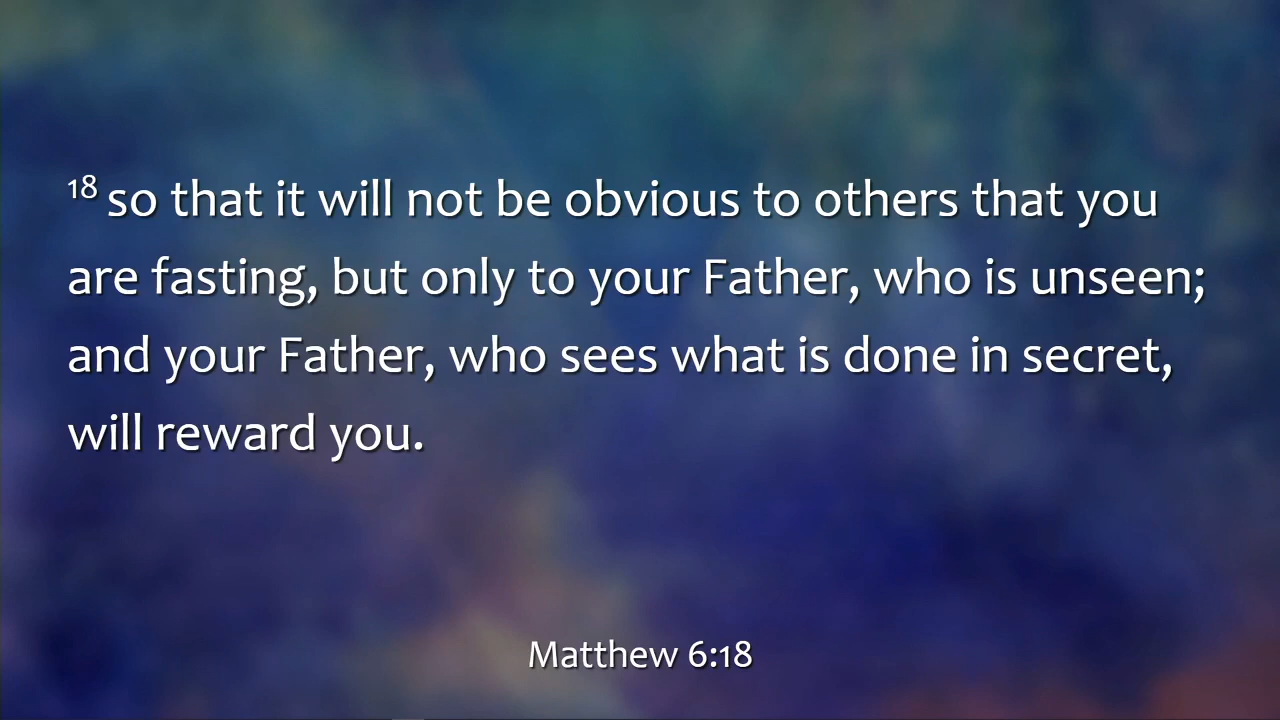 18 so that it will not be obvious to others that you
are fasting, but only to your Father, who is unseen;
and your Father, who sees what is done in secret,
will reward you.
Matthew 6:18